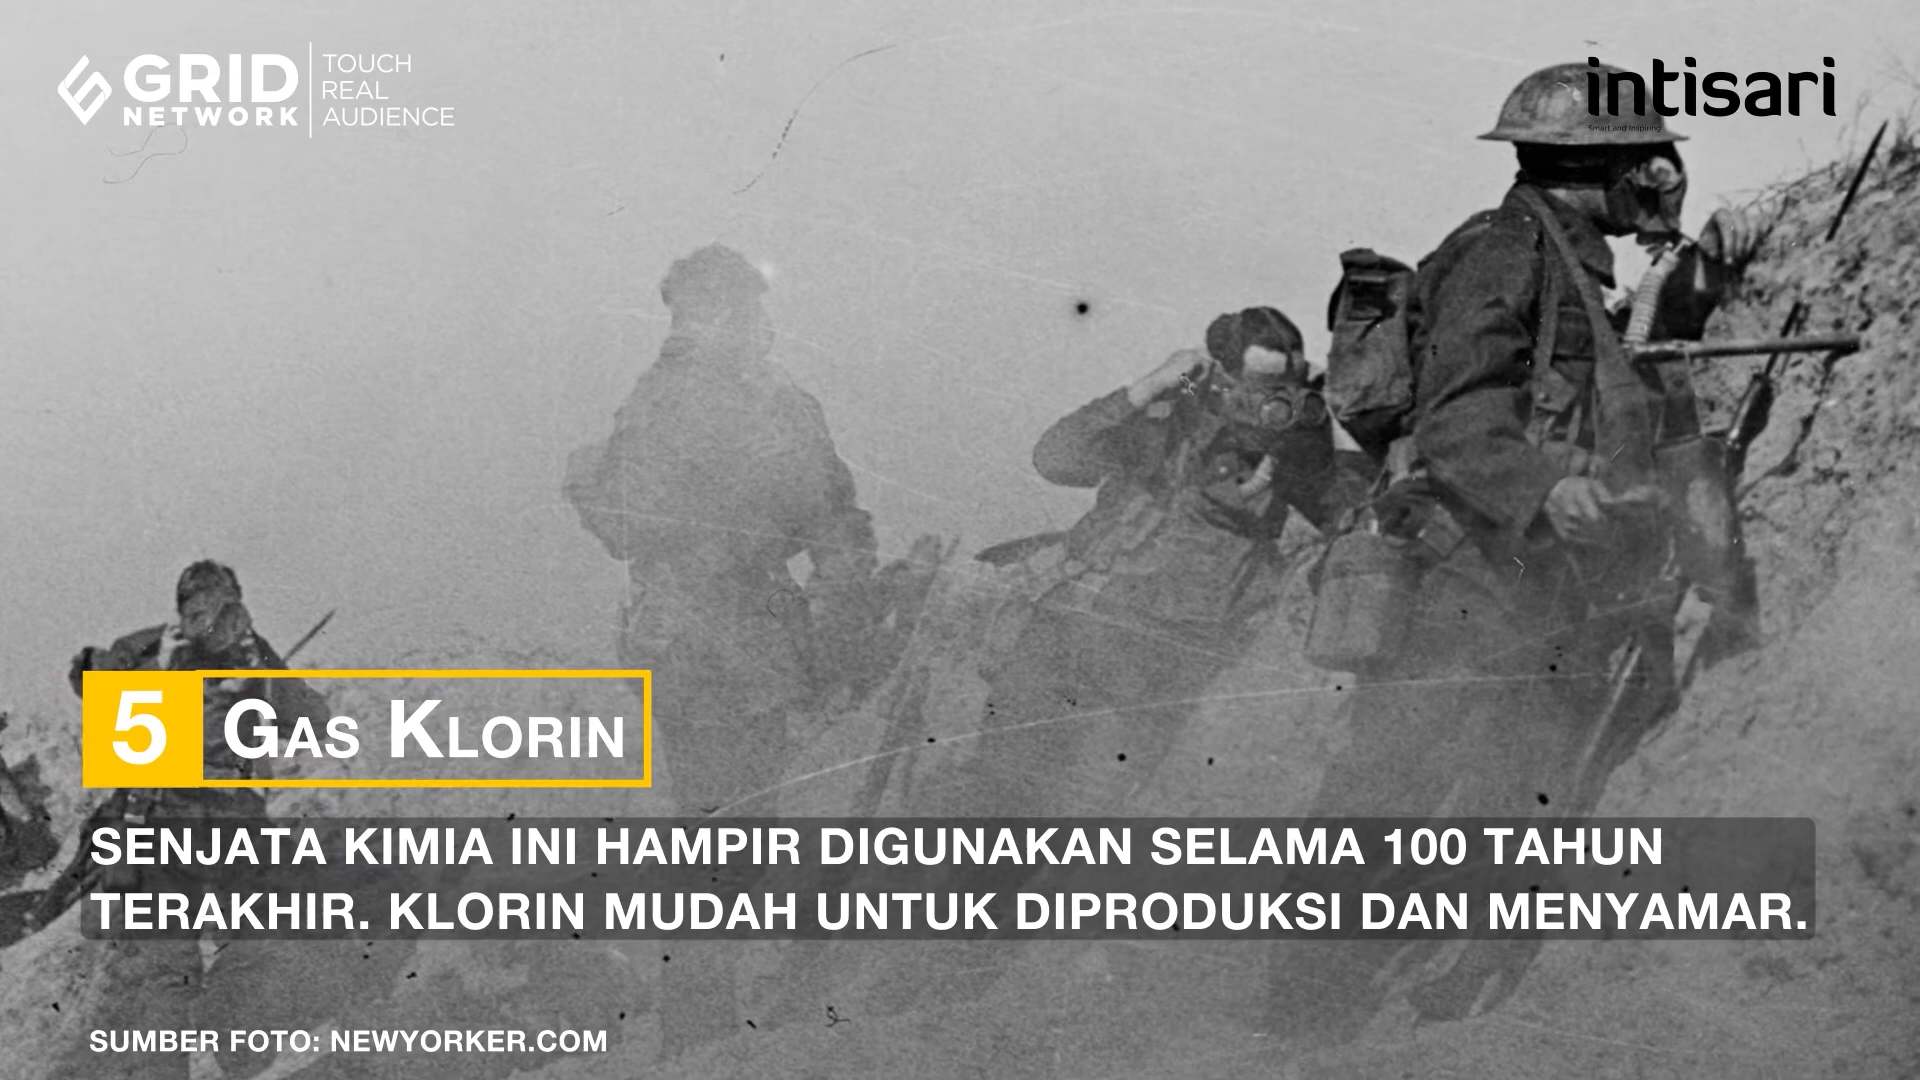 GRID
NETWORK
TOUCH
REAL
AUDIENCE
intisari
Smart and Inspiring
5 GAS KLORIN
SENJATA KIMIA INI HAMPIR DIGUNAKAN SELAMA 100 TAHUN
TERAKHIR. KLORIN MUDAH UNTUK DIPRODUKSI DAN MENYAMAR.
SUMBER FOTO: NEWYORKER.COM